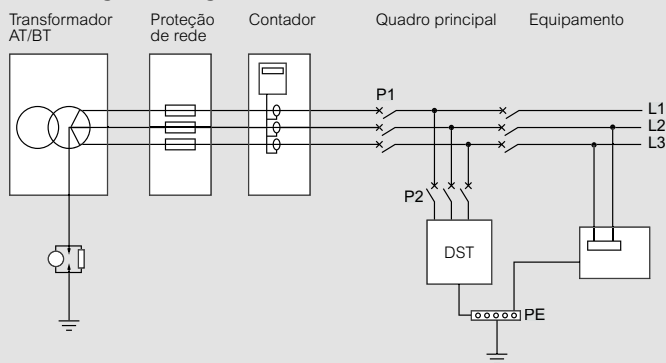 Transformador
AT/BT
Proteção
de rede
Contador
Quadro principal
Equipamento
P1
L1
L2
L3
P2
DST
PE